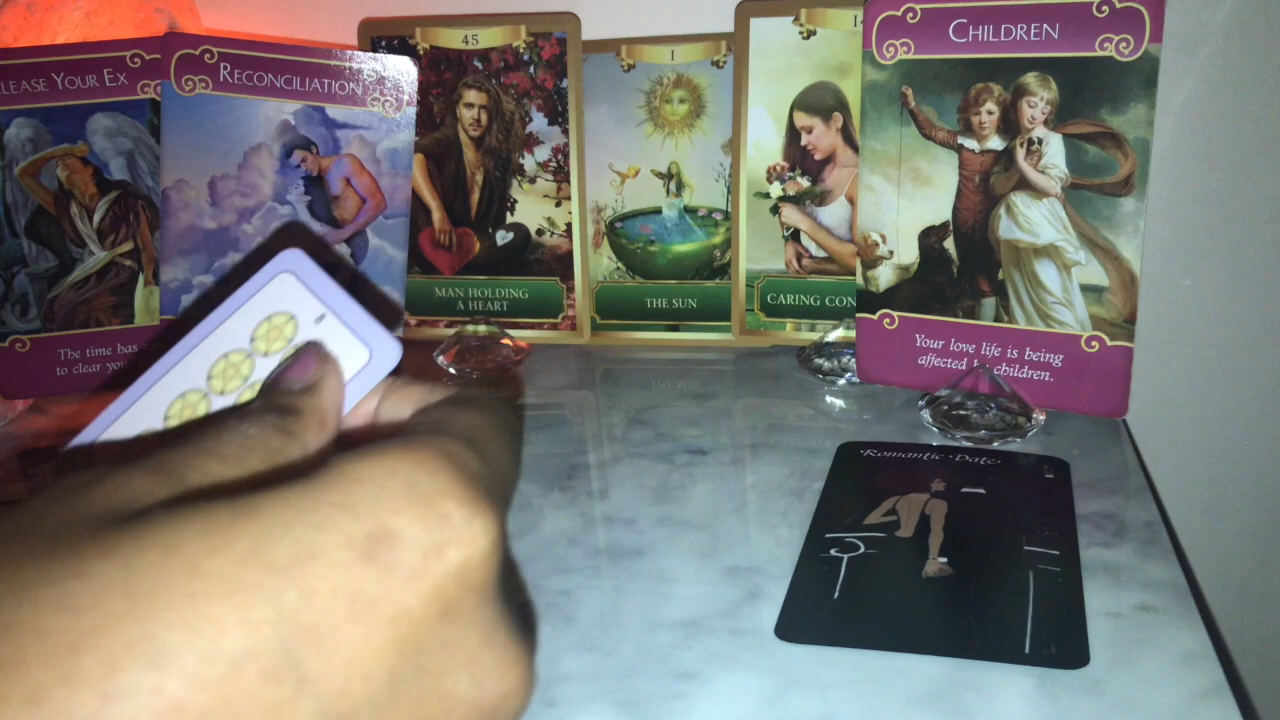 LEASE YOUR EX
The time has
to clear you
RECONCILIATION
45
MAN HOLDING
A HEART
I
THE SUN
CARING CON
CHILDREN
Your love life is being
affected by children.
Romantic Date